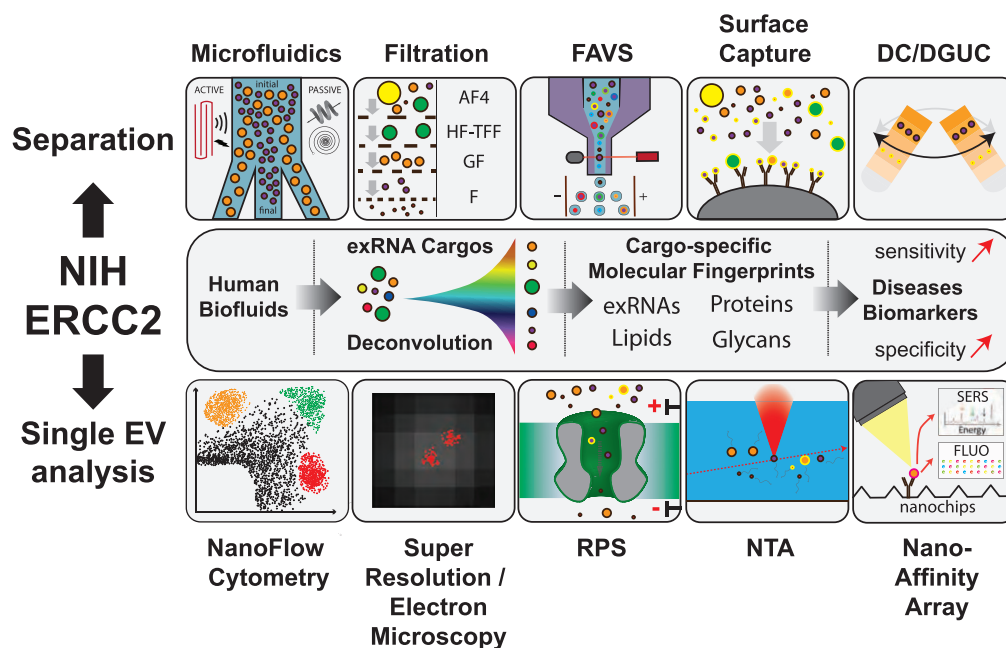 Microfluidics
Filtration
FAVS
Surface
Capture
DC/DGUC
Separation
ACTIVE
initial
PASSIVE
final
AF4
HF-TFF
GF
F
-
+
NIH
ERCC2
Human
Biofluids
exRNA Cargos
Deconvolution
Cargo-specific
Molecular Fingerprints
exRNAs
Proteins
Lipids
Glycans
sensitivity
Diseases
Biomarkers
specificity
Single EV
analysis
+
-
SERS
Energy
FLUO
nanochips
NanoFlow
Cytometry
Super
Resolution /
Electron
Microscopy
RPS
NTA
Nano-
Affinity
Array